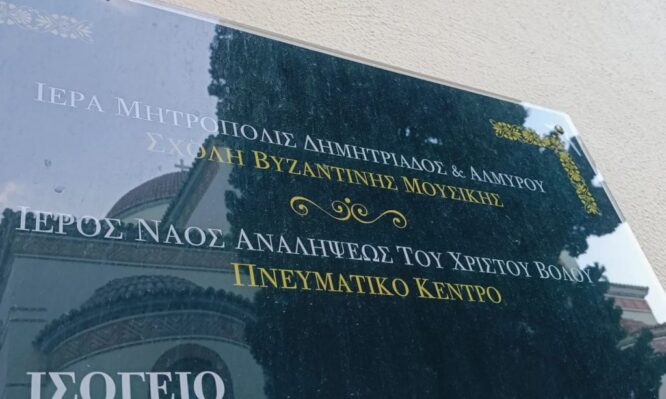 ΙΕΡΑ ΜΗΤΡΟΠΟΛΙΣ ΔΗΜΗΤΡΙΑΔΟΣ & ΑΛΜΥΡΟΥ
ΣΧΟΛΗ ΒΥΖΑΝΤΙΝΗΣ ΜΟΥΣΙΚΗΣ
ΙΕΡΟΣ ΝΑΟΣ ΑΝΑΛΗΨΕΩΣ ΤΟΥ ΧΡΙΣΤΟΥ ΒΟΛΟΥ
ΠΝΕΥΜΑΤΙΚΟ ΚΕΝΤΡΟ
ΙΣΟΓΕΙΟ